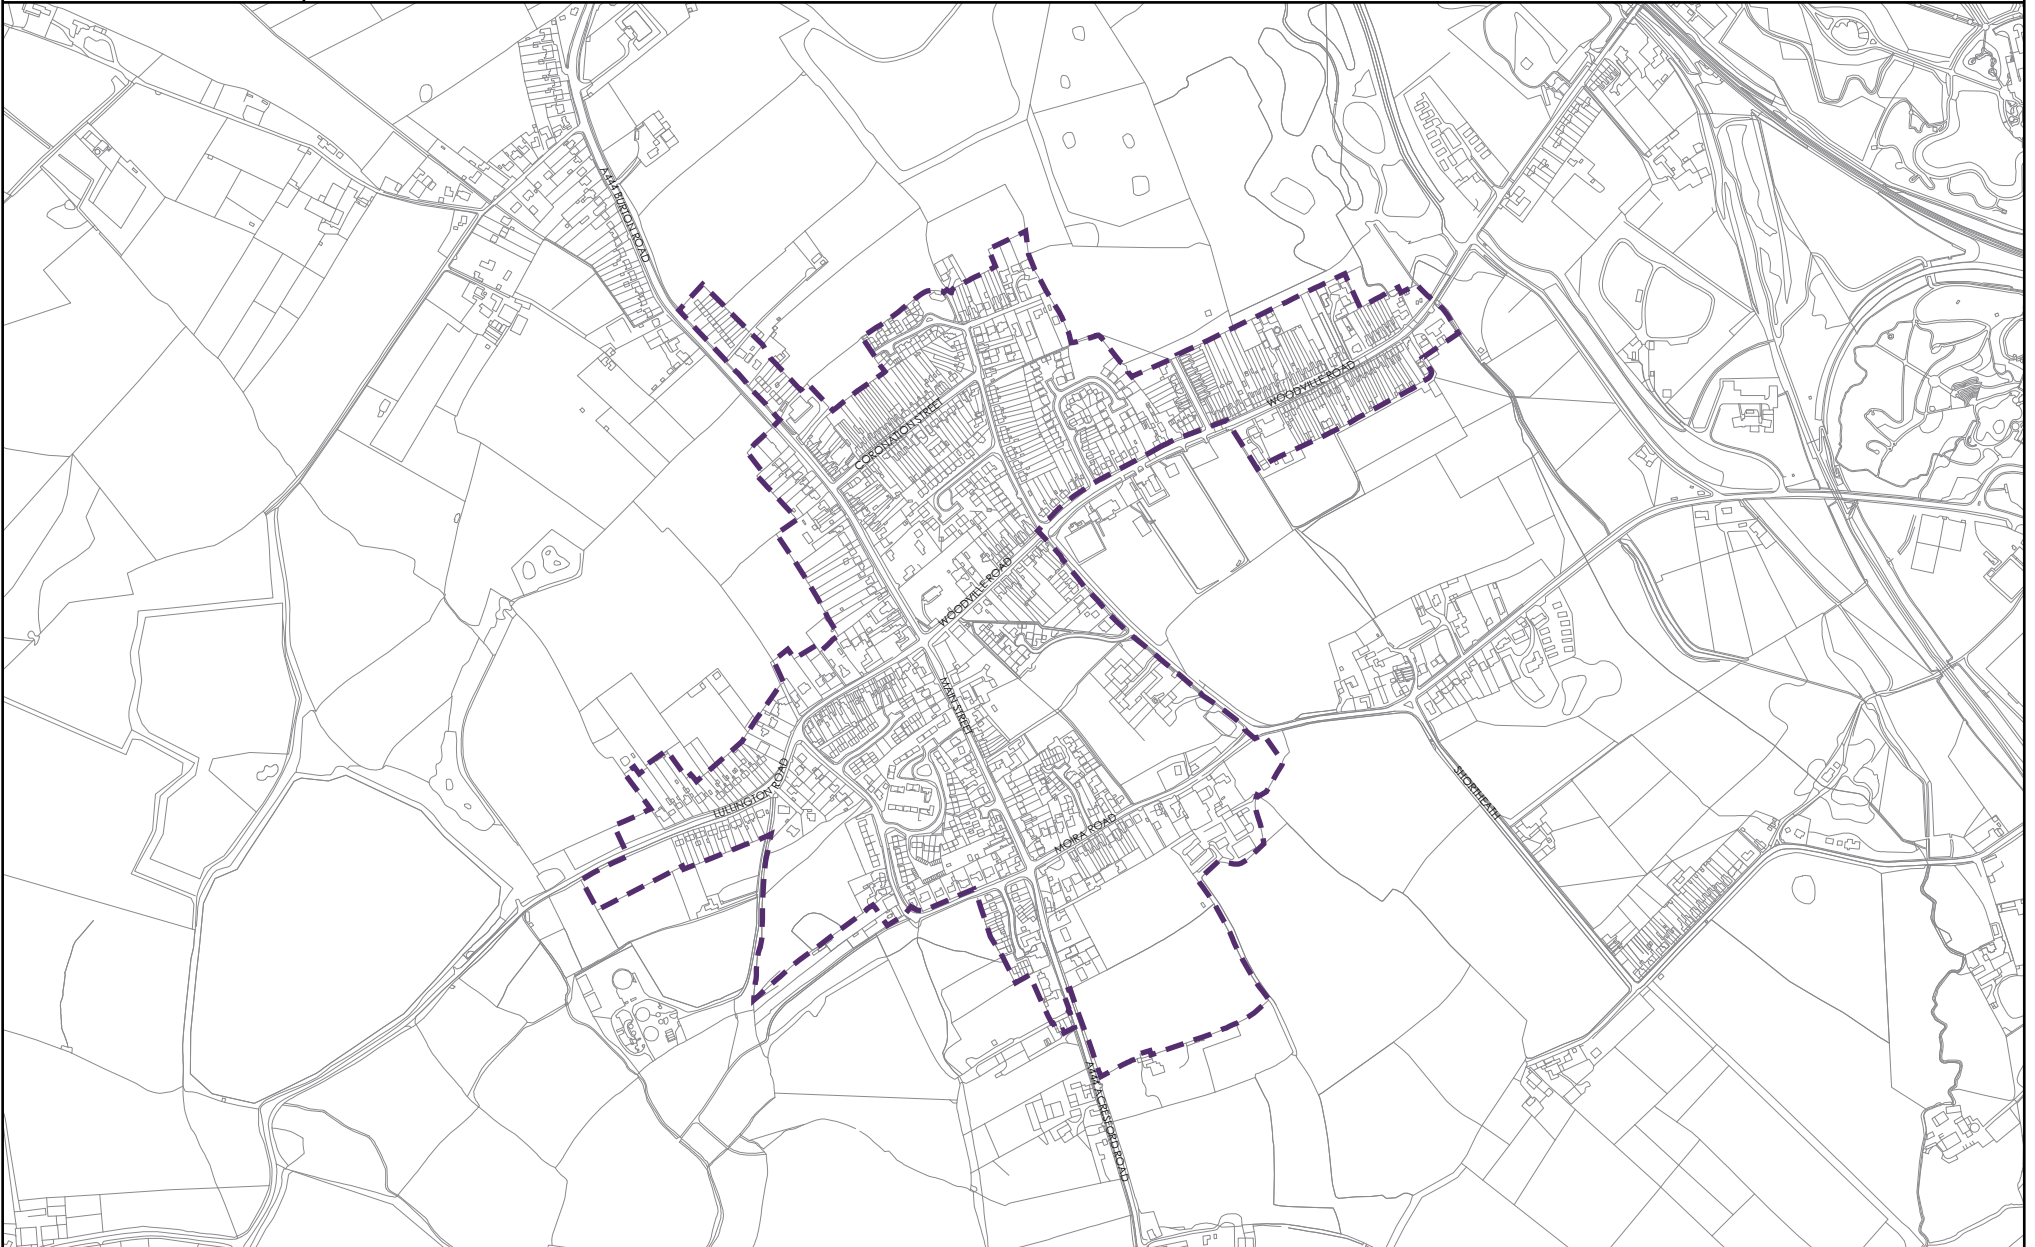 A444 BURTON ROAD
WOODVILLE ROAD
CORONATION STREET
WOODVILLE ROAD
MAIN STREET
LULLINGTON ROAD
SHORTHEATH
MOIRA ROAD
A444 ACRESFORD ROAD